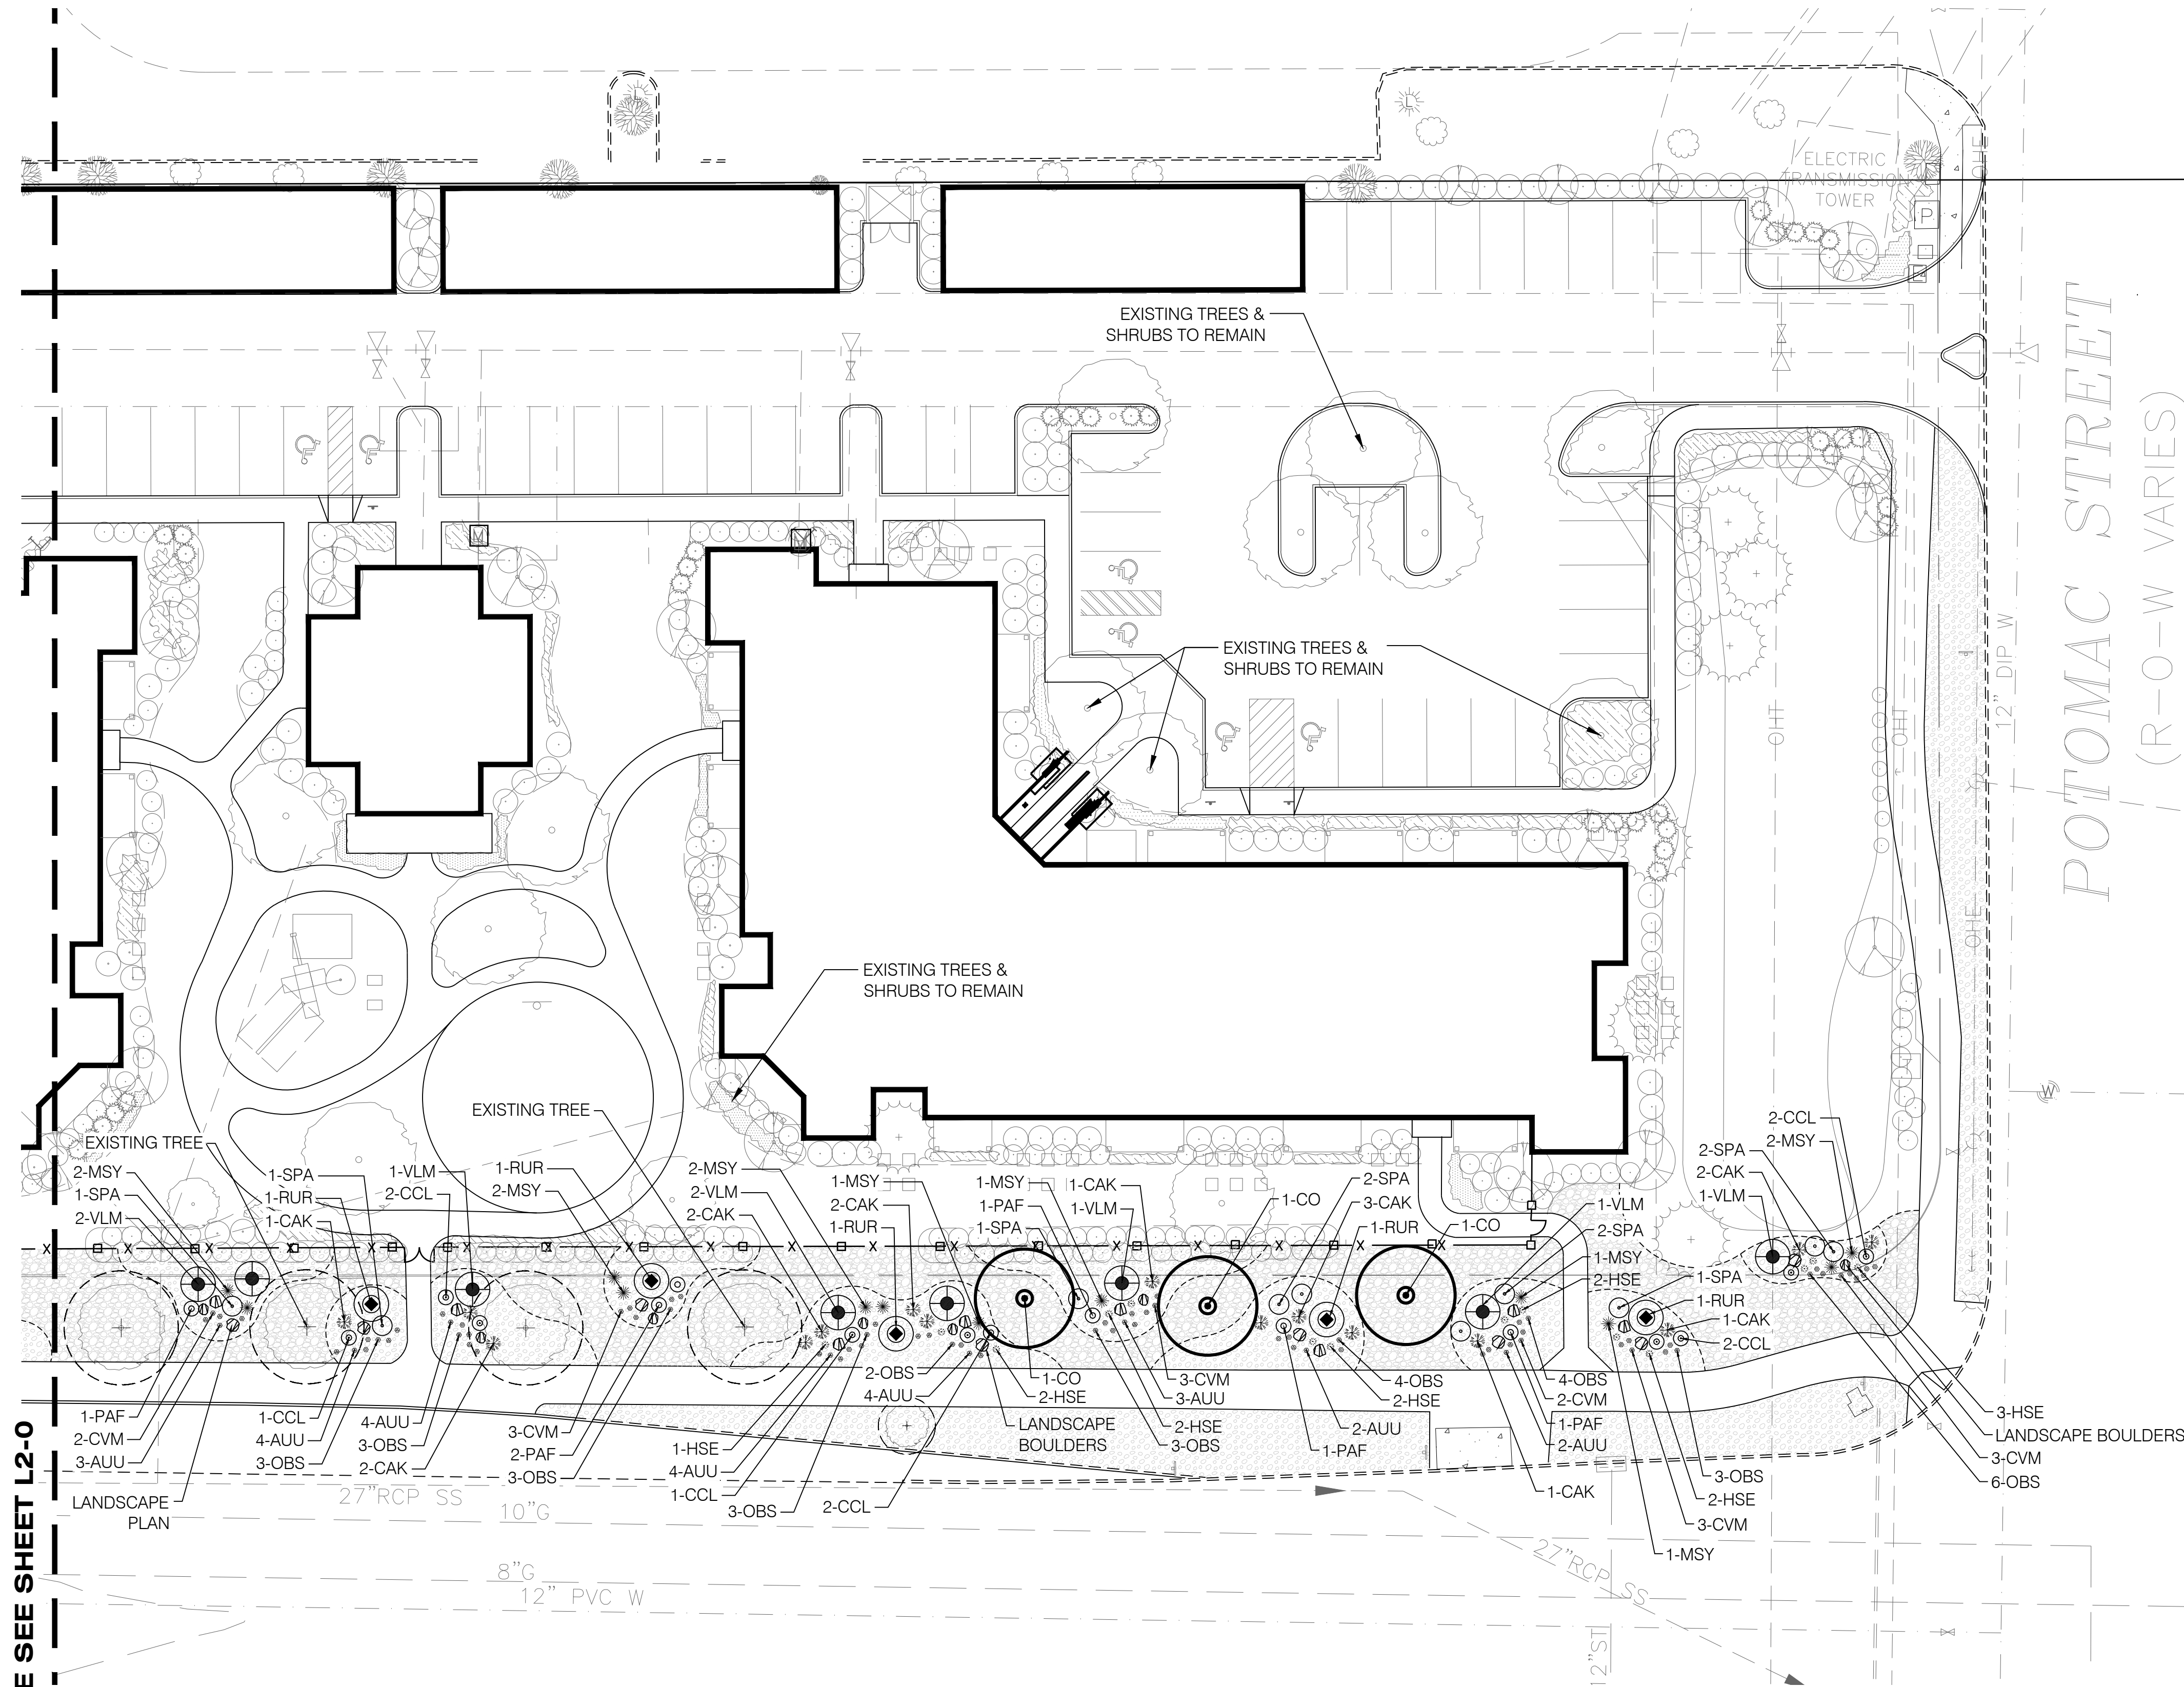 ELECTRIC
TRANSMISSION
TOWER
OHE
P
L
L
EXISTING TREES &
SHRUBS TO REMAIN
POTOMAC STREET
(R-O-W VARIES)
12" DIP W
EXISTING TREES &
SHRUBS TO REMAIN
OHT
OHT
OHE
EXISTING TREES &
SHRUBS TO REMAIN
W
EXISTING TREE
EXISTING TREE
2-MSY
1-SPA
2-VLM
1-SPA
1-RUR
1-CAK
1-VLM
2-CCL
1-RUR
2-MSY
2-MSY
2-VLM
2-CAK
1-MSY
2-CAK
1-RUR
1-MSY
1-PAF
1-SPA
1-CAK
1-VLM
1-CO
2-SPA
3-CAK
1-RUR
1-CO
1-VLM
2-SPA
1-MSY
2-HSE
2-CCL
2-MSY
2-SPA
2-CAK
1-VLM
1-SPA
1-RUR
1-CAK
2-CCL
1-PAF
2-CVM
3-AUU
LANDSCAPE
PLAN
1-CCL
4-AUU
3-OBS
4-AUU
3-OBS
2-CAK
3-CVM
2-PAF
3-OBS
1-HSE
4-AUU
1-CCL
3-OBS
2-OBS
4-AUU
2-CCL
1-CO
2-HSE
LANDSCAPE
BOULDERS
3-CVM
3-AUU
2-HSE
3-OBS
4-OBS
2-HSE
2-AUU
1-PAF
4-OBS
2-CVM
1-PAF
2-AUU
1-CAK
3-OBS
2-HSE
3-CVM
1-MSY
3-HSE
LANDSCAPE BOULDERS
3-CVM
6-OBS
27"RCP SS
10"G
8"G
12" PVC W
27"RCP SS
12"ST
E SEE SHEET L2-0